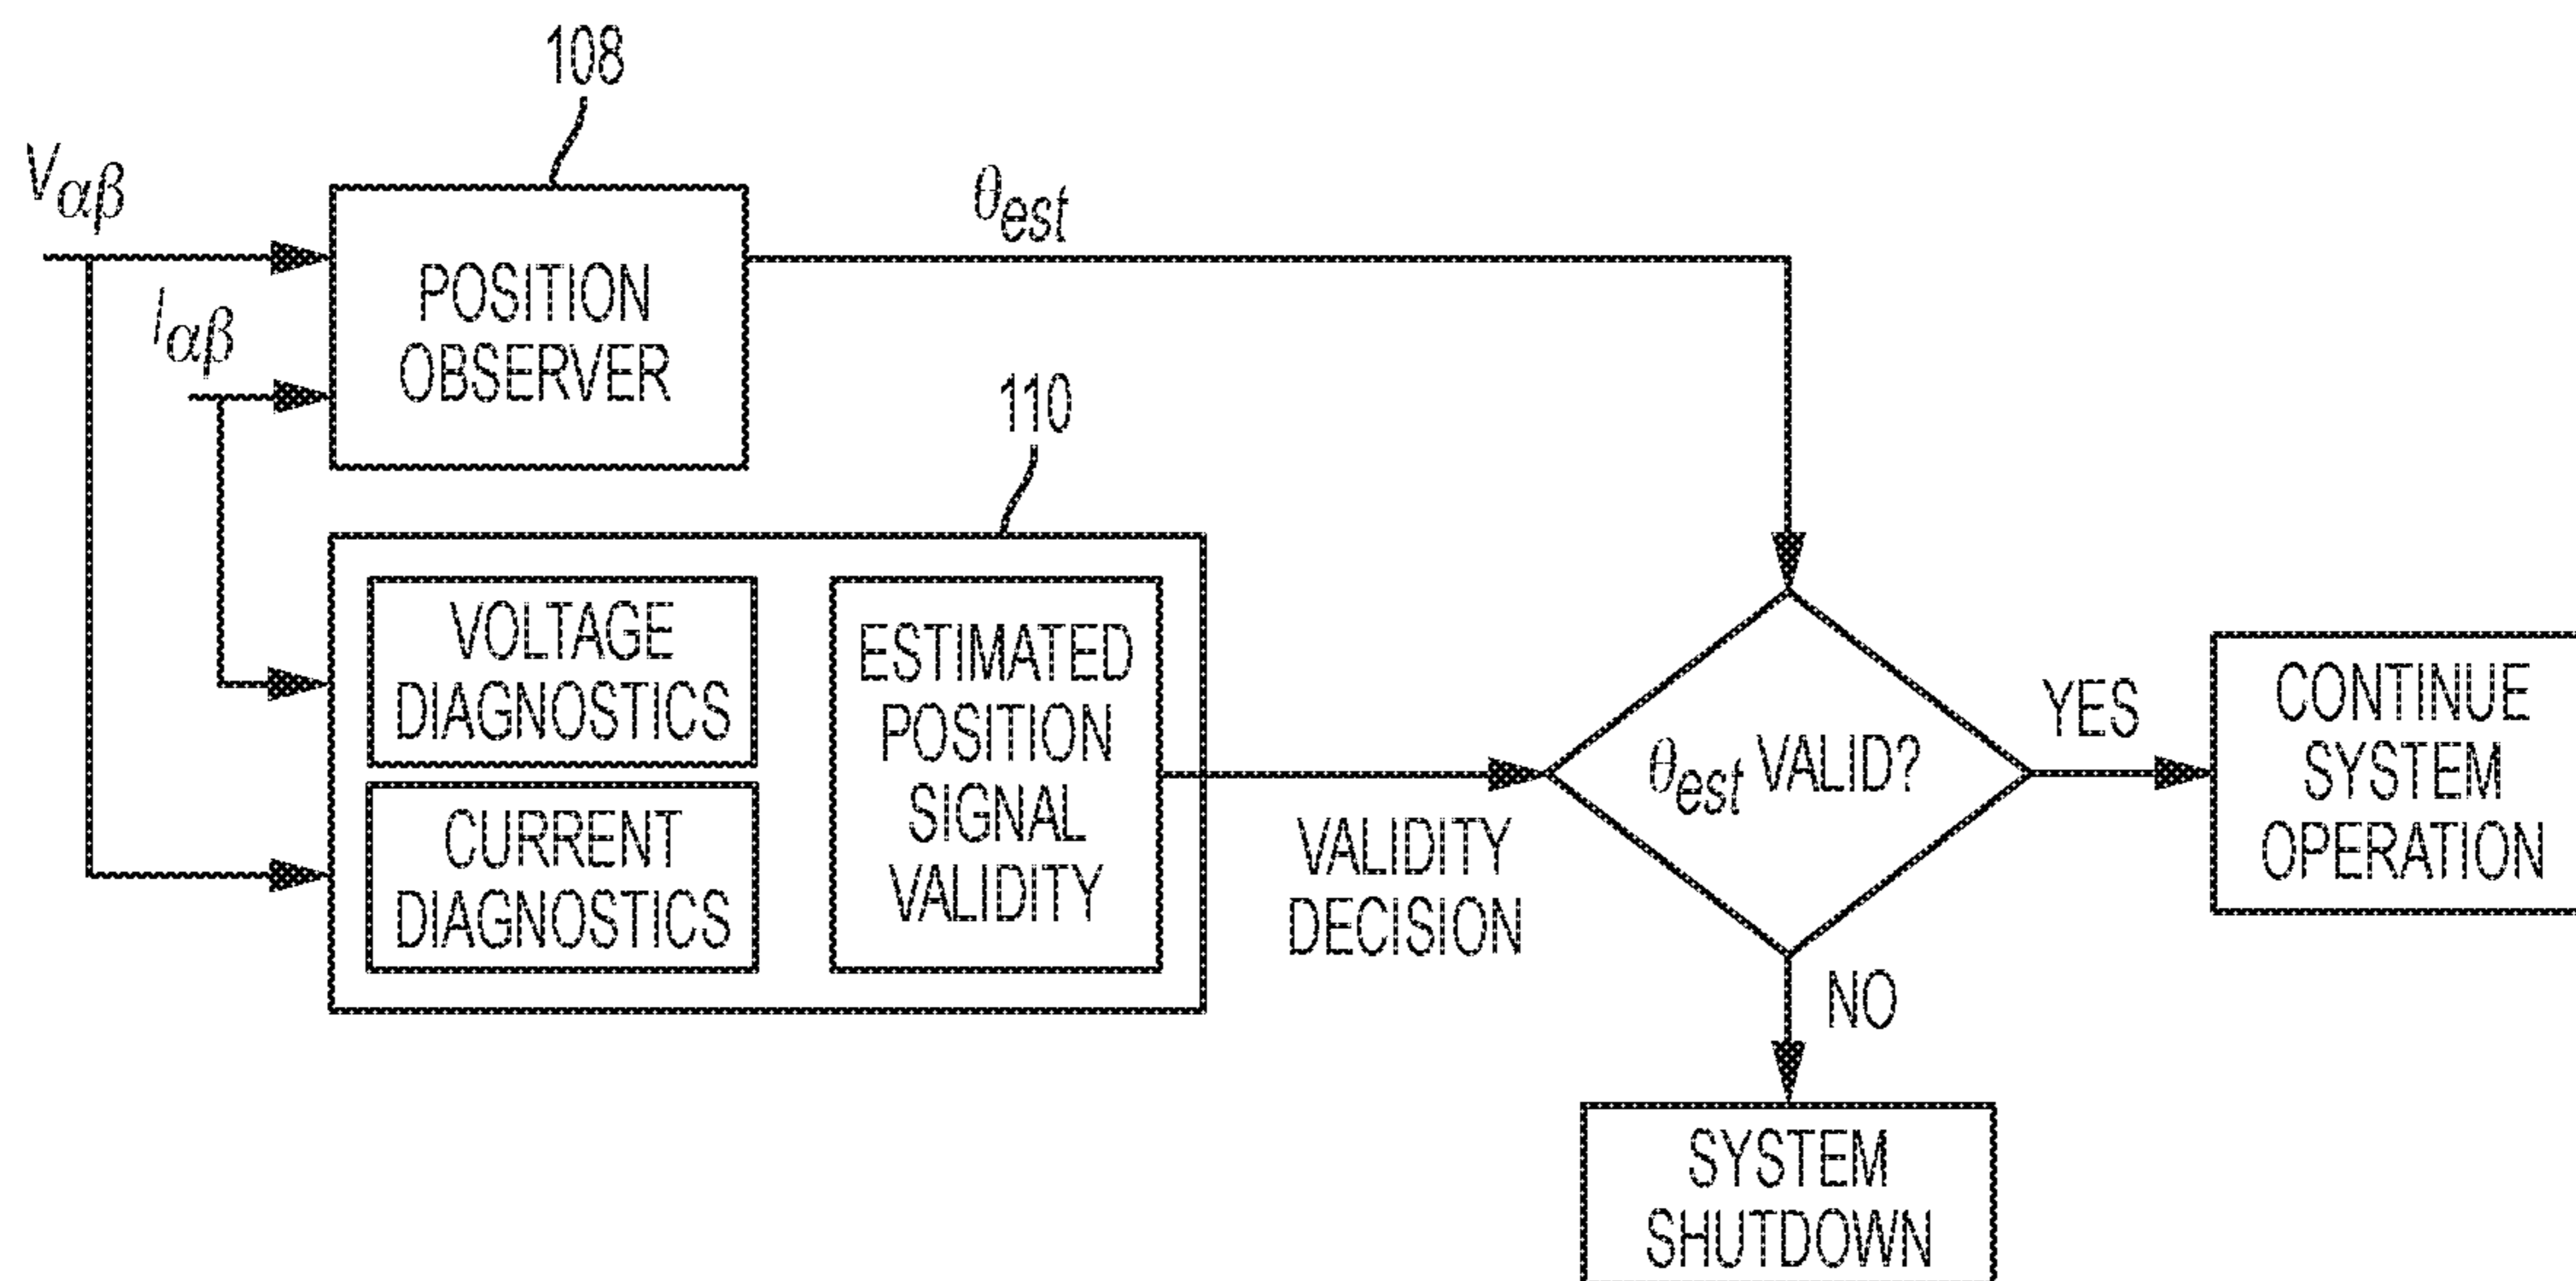 108
Vαβ
θest
Iαβ
POSITION
OBSERVER
110
VOLTAGE
DIAGNOSTICS
CURRENT
DIAGNOSTICS
ESTIMATED
POSITION
SIGNAL
VALIDITY
VALIDITY
DECISION
θest VALID?
YES
CONTINUE
SYSTEM
OPERATION
NO
SYSTEM
SHUTDOWN